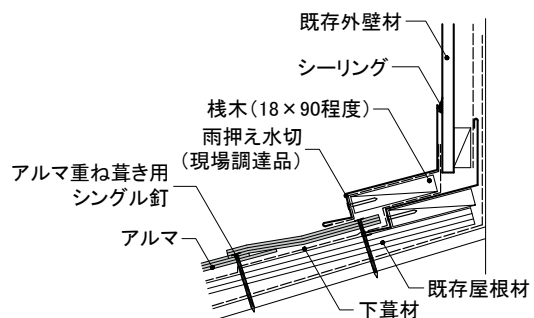 既存外壁材
シーリング
桟木(18×90程度)
雨押え水切
(現場調達品)
アルマ重ね葺き用
シングル釘
アルマ
既存屋根材
下葺材